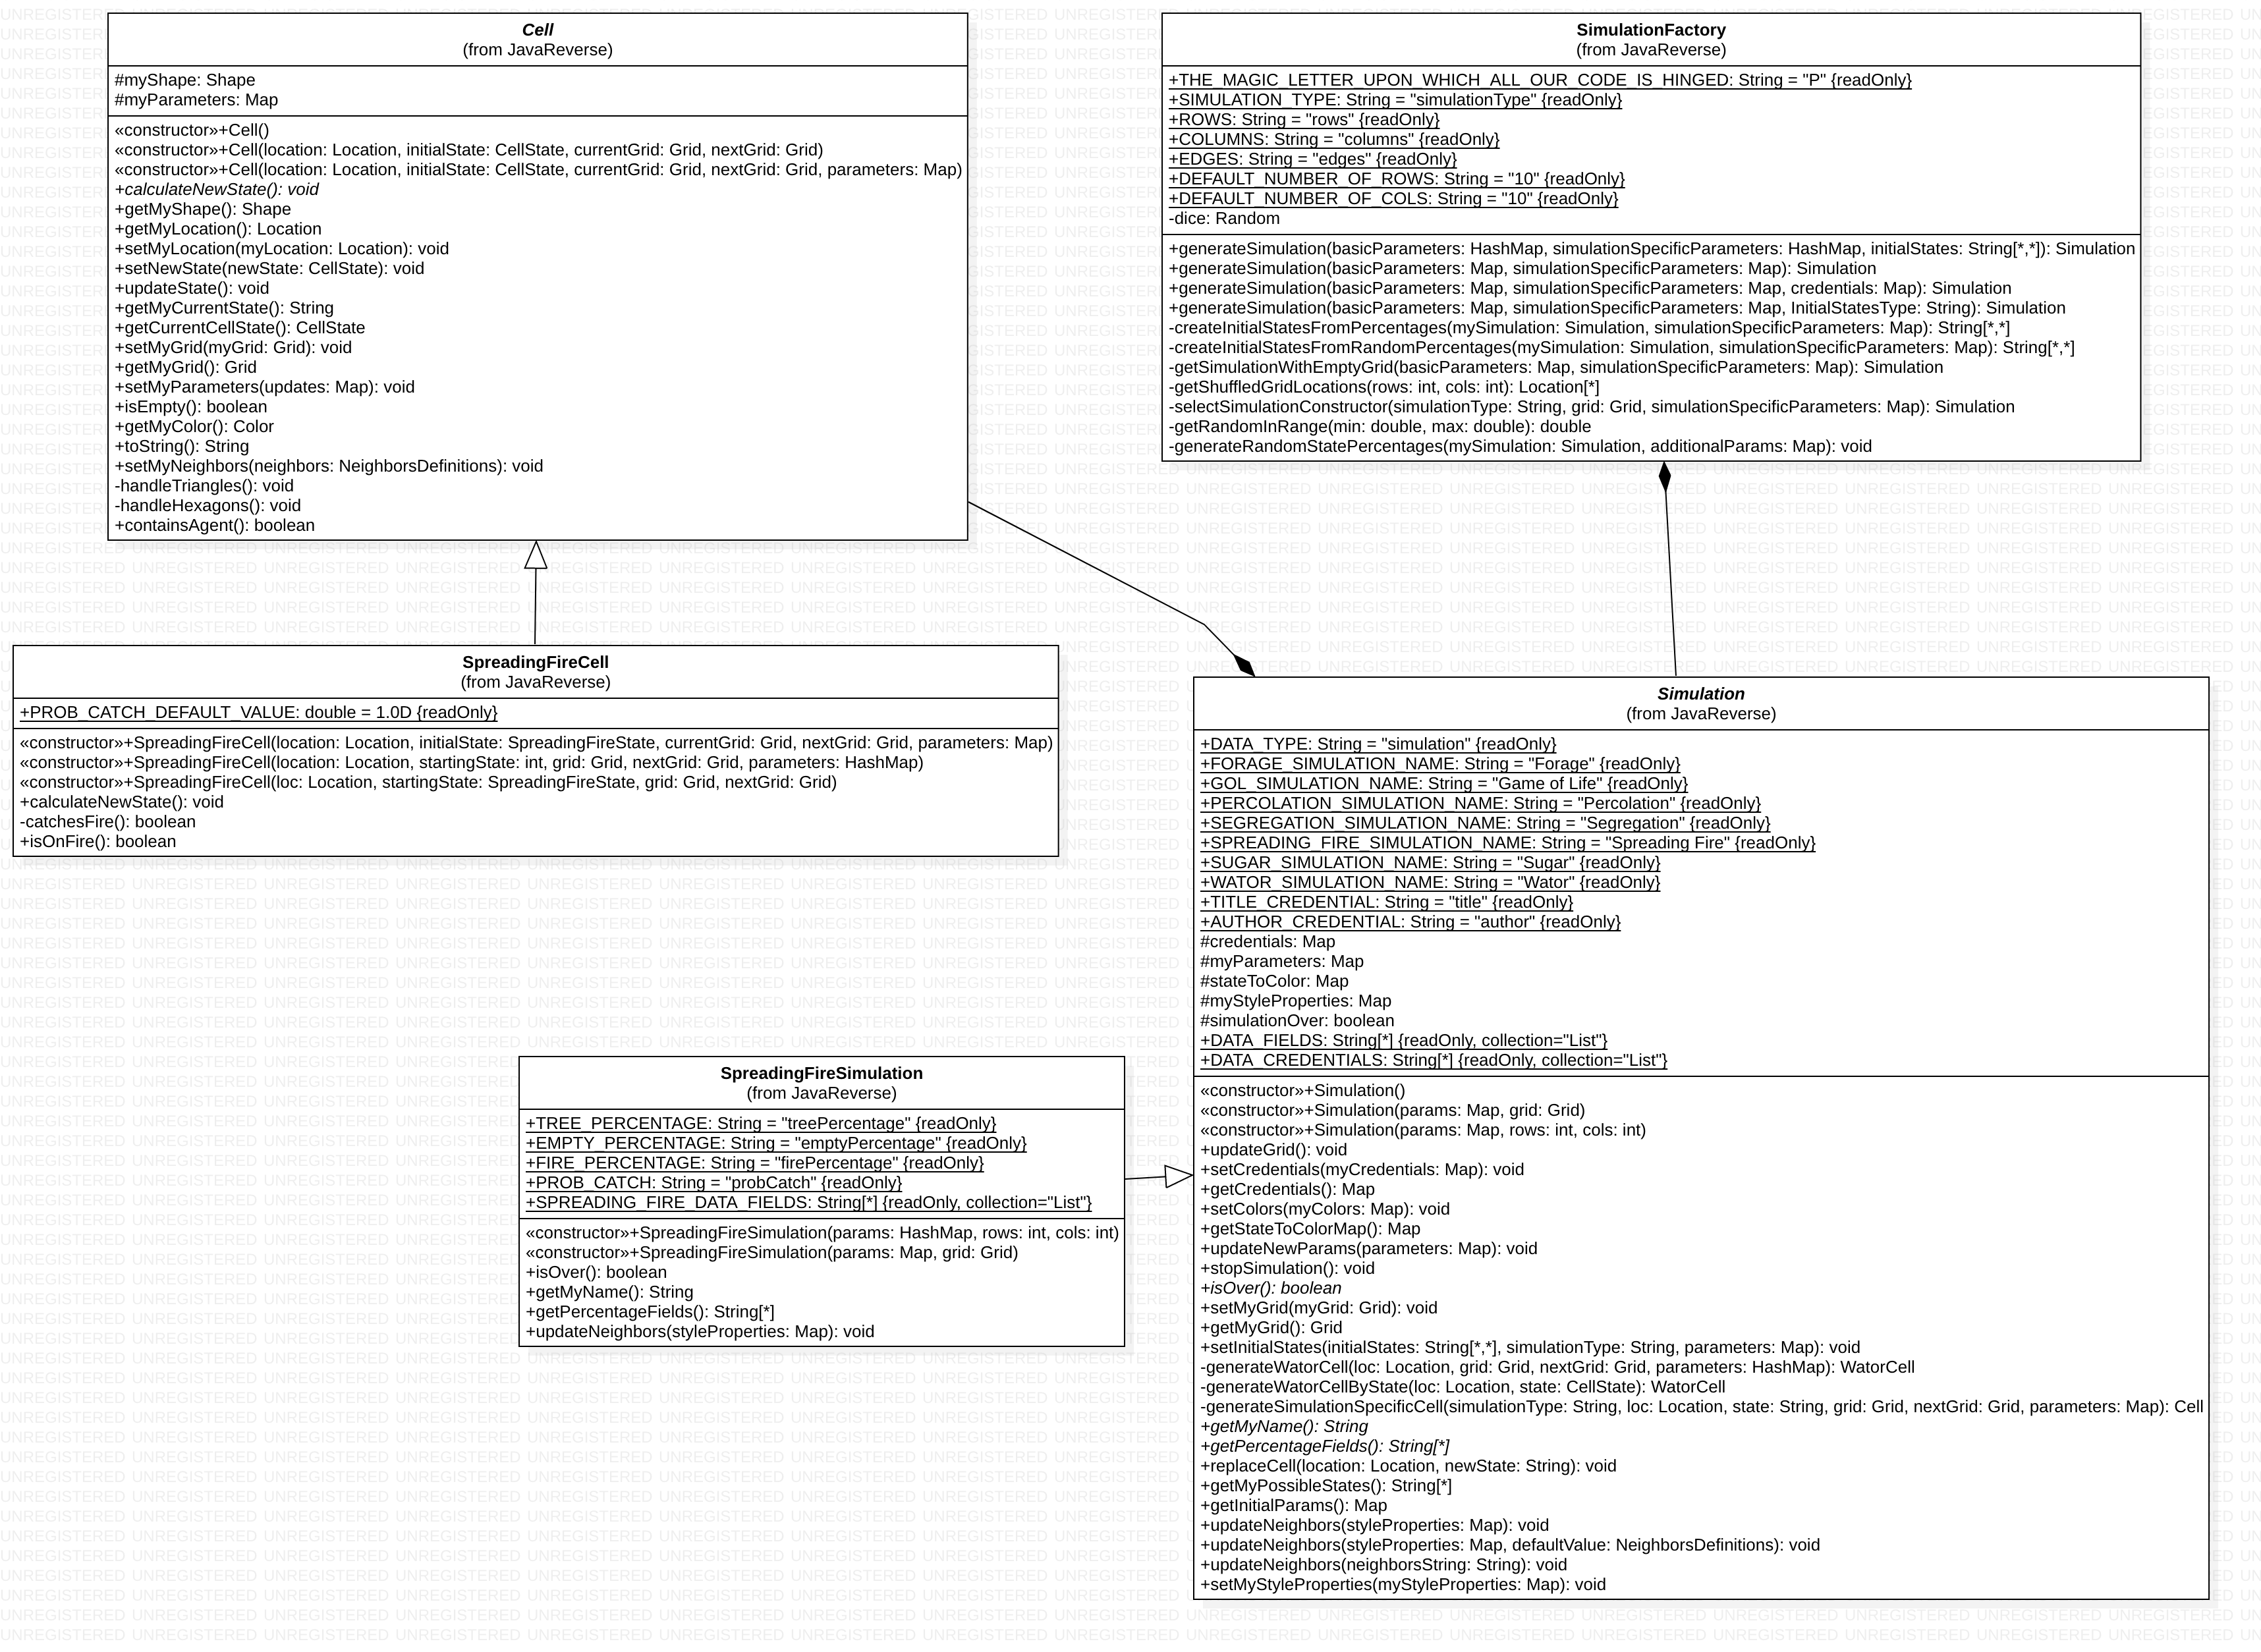 Cell
(from JavaReverse)
#myShape: Shape
#myParameters: Map
«constructor»+Cell()
«constructor»+Cell(location: Location, initialState: CellState, currentGrid: Grid, nextGrid: Grid)
«constructor»+Cell(location: Location, initialState: CellState, currentGrid: Grid, nextGrid: Grid, parameters: Map)
+calculateNewState(): void
+getMyShape(): Shape
+getMyLocation(): Location
+setMyLocation(myLocation: Location): void
+setNewState(newState: CellState): void
+updateState(): void
+getMyCurrentState(): String
+getCurrentCellState(): CellState
+setMyGrid(myGrid: Grid): void
+getMyGrid(): Grid
+setMyParameters(updates: Map): void
+isEmpty(): boolean
+getMyColor(): Color
+toString(): String
+setMyNeighbors(neighbors: NeighborsDefinitions): void
-handleTriangles(): void
-handleHexagons(): void
+containsAgent(): boolean
SimulationFactory
(from JavaReverse)
+THE_MAGIC_LETTER_UPON_WHICH_ALL_OUR_CODE_IS_HINGED: String = "P" {readOnly}
+SIMULATION_TYPE: String = "simulationType" {readOnly}
+ROWS: String = "rows" {readOnly}
+COLUMNS: String = "columns" {readOnly}
+EDGES: String = "edges" {readOnly}
+DEFAULT_NUMBER_OF_ROWS: String = "10" {readOnly}
+DEFAULT_NUMBER_OF_COLS: String = "10" {readOnly}
-dice: Random
+generateSimulation(basicParameters: HashMap, simulationSpecificParameters: HashMap, initialStates: String[*,*]): Simulation
+generateSimulation(basicParameters: Map, simulationSpecificParameters: Map): Simulation
+generateSimulation(basicParameters: Map, simulationSpecificParameters: Map, credentials: Map): Simulation
+generateSimulation(basicParameters: Map, simulationSpecificParameters: Map, InitialStatesType: String): Simulation
-createInitialStatesFromPercentages(mySimulation: Simulation, simulationSpecificParameters: Map): String[*,*]
-createInitialStatesFromRandomPercentages(mySimulation: Simulation, simulationSpecificParameters: Map): String[*,*]
-getSimulationWithEmptyGrid(basicParameters: Map, simulationSpecificParameters: Map): Simulation
-getShuffledGridLocations(rows: int, cols: int): Location[*]
-selectSimulationConstructor(simulationType: String, grid: Grid, simulationSpecificParameters: Map): Simulation
-getRandomInRange(min: double, max: double): double
-generateRandomStatePercentages(mySimulation: Simulation, additionalParams: Map): void
SpreadingFireCell
(from JavaReverse)
+PROB_CATCH_DEFAULT_VALUE: double = 1.0D {readOnly}
«constructor»+SpreadingFireCell(location: Location, initialState: SpreadingFireState, currentGrid: Grid, nextGrid: Grid, parameters: Map)
«constructor»+SpreadingFireCell(location: Location, startingState: int, grid: Grid, nextGrid: Grid, parameters: HashMap)
«constructor»+SpreadingFireCell(loc: Location, startingState: SpreadingFireState, grid: Grid, nextGrid: Grid)
+calculateNewState(): void
-catchesFire(): boolean
+isOnFire(): boolean
Simulation
(from JavaReverse)
+DATA_TYPE: String = "simulation" {readOnly}
+FORAGE_SIMULATION_NAME: String = "Forage" {readOnly}
+GOL_SIMULATION_NAME: String = "Game of Life" {readOnly}
+PERCOLATION_SIMULATION_NAME: String = "Percolation" {readOnly}
+SEGREGATION_SIMULATION_NAME: String = "Segregation" {readOnly}
+SPREADING_FIRE_SIMULATION_NAME: String = "Spreading Fire" {readOnly}
+SUGAR_SIMULATION_NAME: String = "Sugar" {readOnly}
+WATOR_SIMULATION_NAME: String = "Wator" {readOnly}
+TITLE_CREDENTIAL: String = "title" {readOnly}
+AUTHOR_CREDENTIAL: String = "author" {readOnly}
#credentials: Map
#myParameters: Map
#stateToColor: Map
#myStyleProperties: Map
#simulationOver: boolean
+DATA_FIELDS: String[*] {readOnly, collection="List"}
+DATA_CREDENTIALS: String[*] {readOnly, collection="List"}
«constructor»+Simulation()
«constructor»+Simulation(params: Map, grid: Grid)
«constructor»+Simulation(params: Map, rows: int, cols: int)
+updateGrid(): void
+setCredentials(myCredentials: Map): void
+getCredentials(): Map
+setColors(myColors: Map): void
+getStateToColorMap(): Map
+updateNewParams(parameters: Map): void
+stopSimulation(): void
+isOver(): boolean
+setMyGrid(myGrid: Grid): void
+getMyGrid(): Grid
+setInitialStates(initialStates: String[*,*], simulationType: String, parameters: Map): void
-generateWatorCell(loc: Location, grid: Grid, nextGrid: Grid, parameters: HashMap): WatorCell
-generateWatorCellByState(loc: Location, state: CellState): WatorCell
-generateSimulationSpecificCell(simulationType: String, loc: Location, state: String, grid: Grid, nextGrid: Grid, parameters: Map): Cell
+getMyName(): String
+getPercentageFields(): String[*]
+replaceCell(location: Location, newState: String): void
+getMyPossibleStates(): String[*]
+getInitialParams(): Map
+updateNeighbors(styleProperties: Map): void
+updateNeighbors(styleProperties: Map, defaultValue: NeighborsDefinitions): void
+updateNeighbors(neighborsString: String): void
+setMyStyleProperties(myStyleProperties: Map): void
SpreadingFireSimulation
(from JavaReverse)
+TREE_PERCENTAGE: String = "treePercentage" {readOnly}
+EMPTY_PERCENTAGE: String = "emptyPercentage" {readOnly}
+FIRE_PERCENTAGE: String = "firePercentage" {readOnly}
+PROB_CATCH: String = "probCatch" {readOnly}
+SPREADING_FIRE_DATA_FIELDS: String[*] {readOnly, collection="List"}
«constructor»+SpreadingFireSimulation(params: HashMap, rows: int, cols: int)
«constructor»+SpreadingFireSimulation(params: Map, grid: Grid)
+isOver(): boolean
+getMyName(): String
+getPercentageFields(): String[*]
+updateNeighbors(styleProperties: Map): void